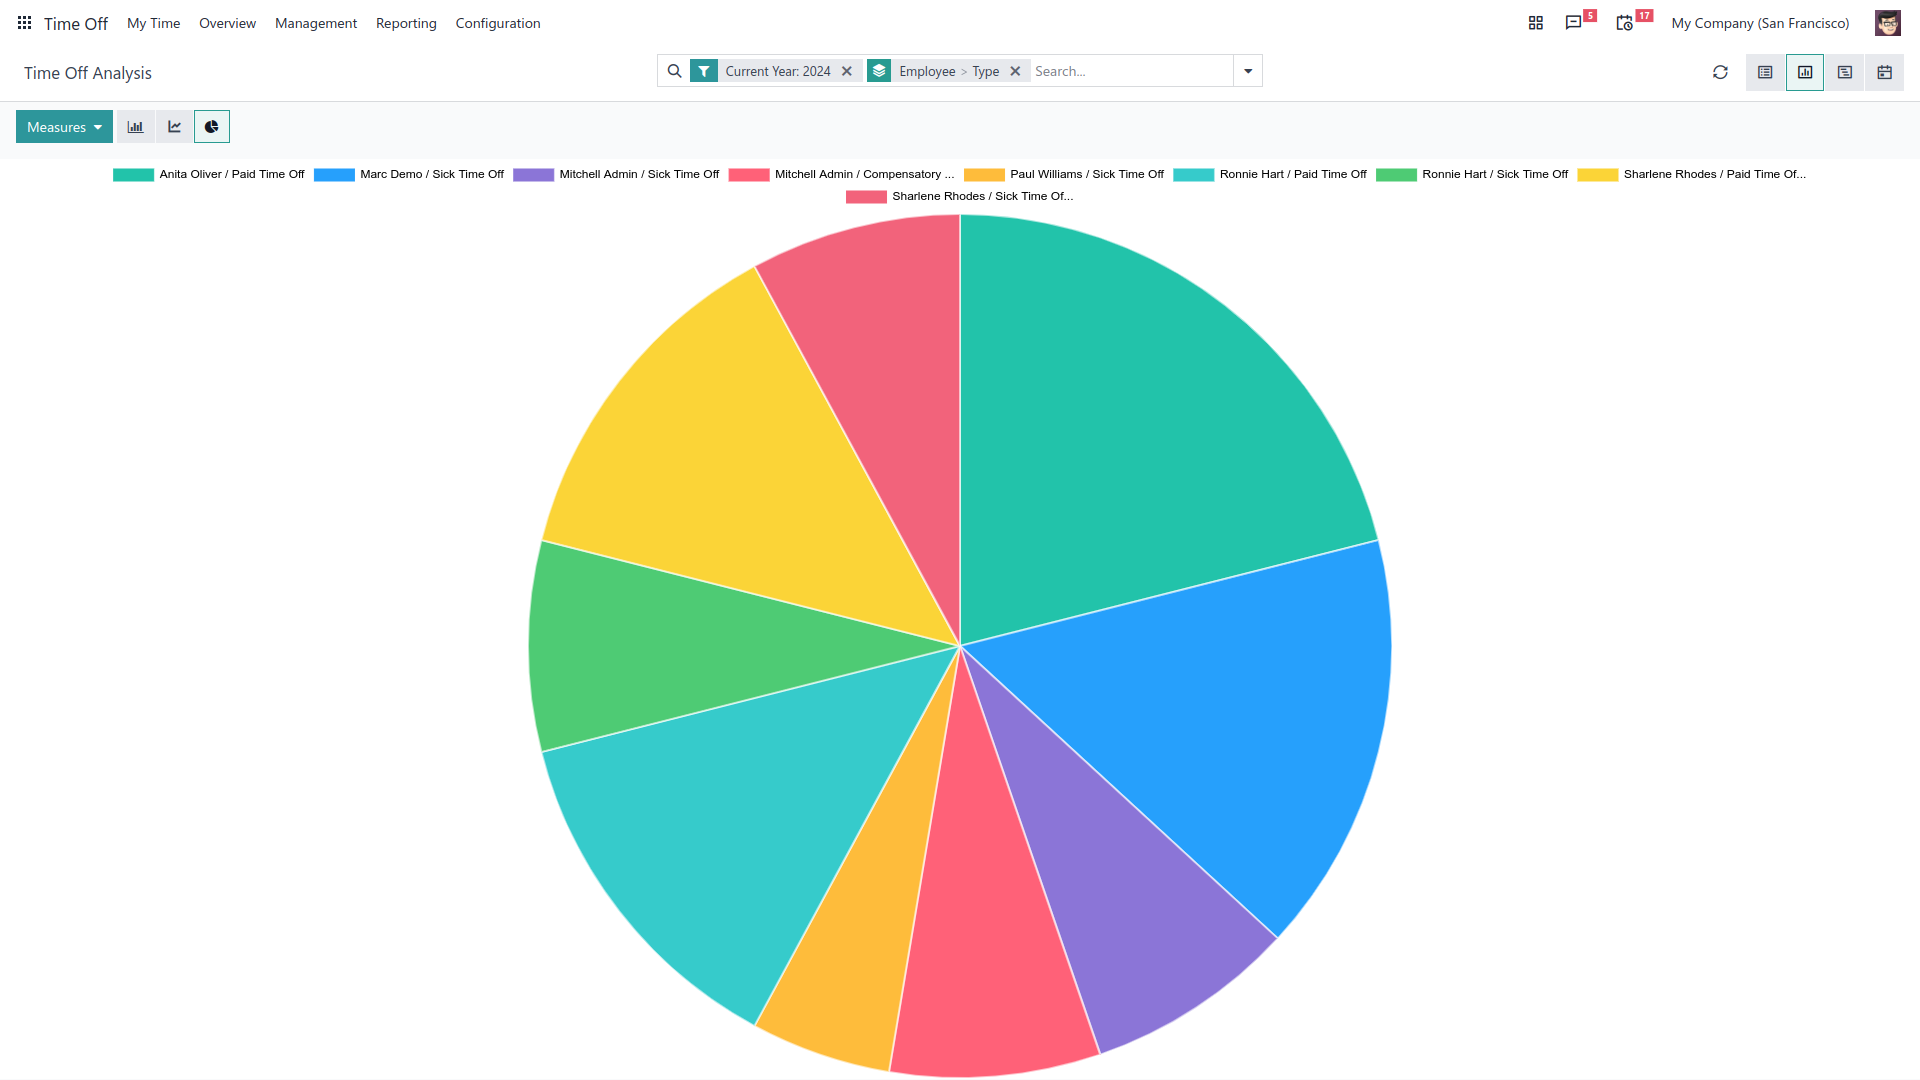 Time Off My Time Overview Management Reporting Configuration 5 17 My Company (San Francisco)
Time Off Analysis Current Year: 2024 Employee > Type Search...
Measures
Anita Oliver / Paid Time Off Marc Demo / Sick Time Off Mitchell Admin / Sick Time Off Mitchell Admin / Compensatory ... Paul Williams / Sick Time Off Ronnie Hart / Paid Time Off Ronnie Hart / Sick Time Off Sharlene Rhodes / Paid Time Of...
Sharlene Rhodes / Sick Time Of...